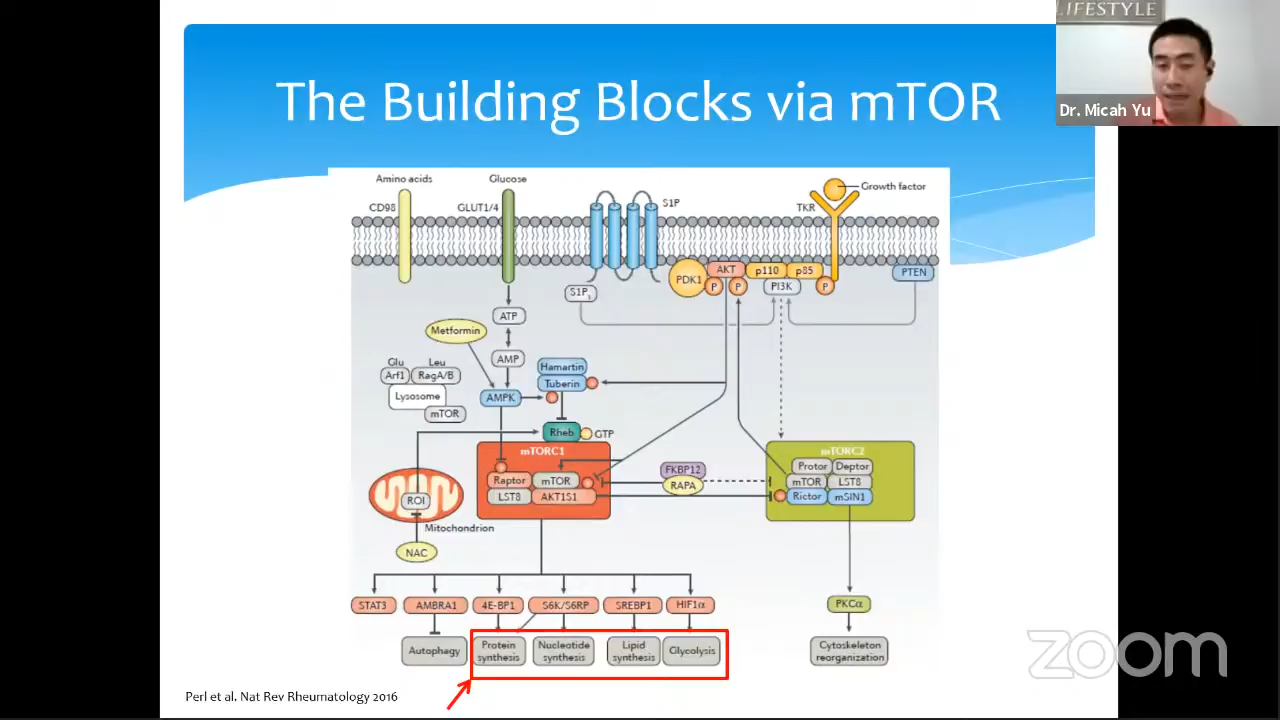 LIFESTYLE
Dr. Micah Yu
The Building Blocks via mTOR
Amino acids
Glucose
Growth factor
CD98
GLUT1/4
S1P
TKR
PDK1
AKT
p110
p85
PTEN
P
P
PI3K
P
S1P₁
ATP
Metformin
AMP
Glu
Leu
Arf1
RagA/B
Lysosome
mTOR
AMPK
Hamartin
Tuberin
Rheb
GTP
mTORC1
Raptor
mTOR
LST8
AKT1S1
FKBP12
RAPA
mTORC2
Protor
Deptor
mTOR
LST8
Rictor
mSIN1
ROI
Mitochondrion
NAC
STAT3
AMBRA1
4E-BP1
S6K/S6RP
SREBP1
HIF1α
PKCα
Autophagy
Protein
synthesis
Nucleotide
synthesis
Lipid
synthesis
Glycolysis
Cytoskeleton
reorganization
zoom
Perl et al. Nat Rev Rheumatology 2016